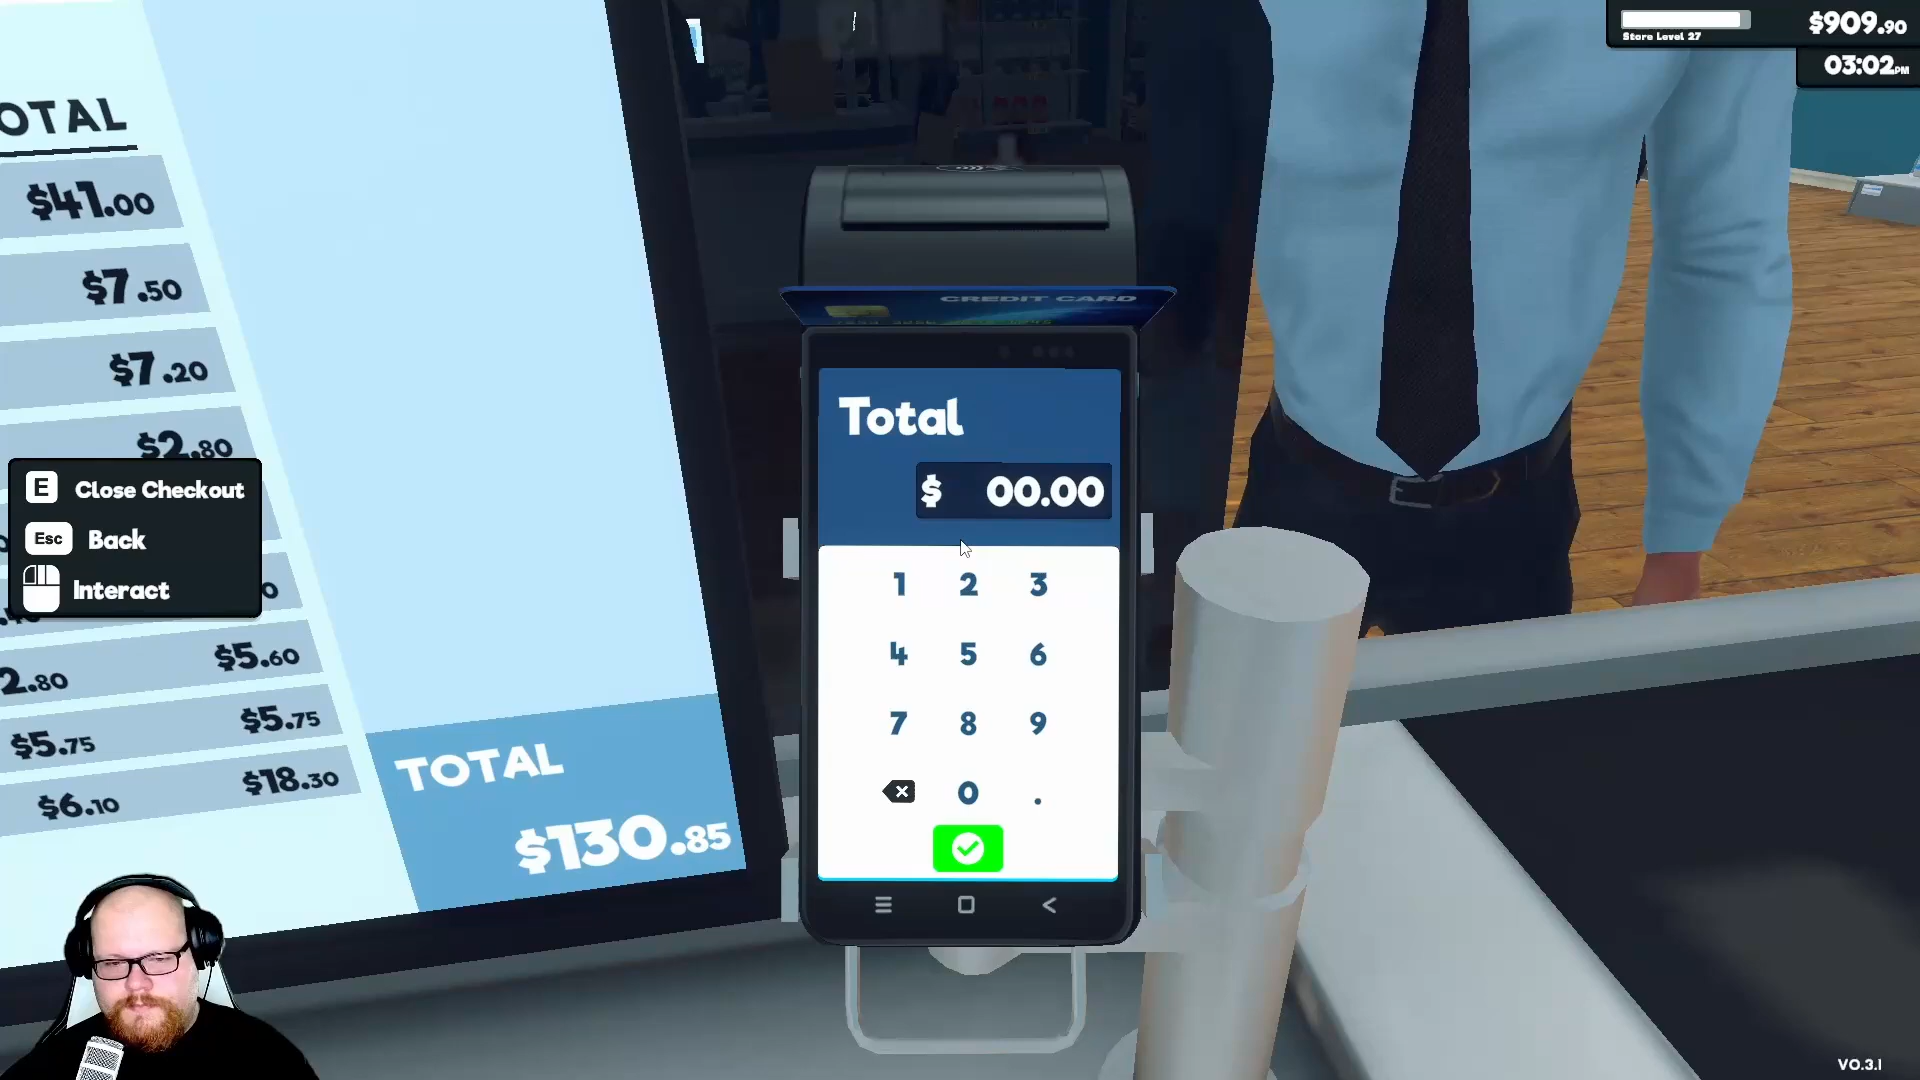 OTAL
$41.00
$7.50
$7.20
$2.80
$5.60
2.80
$5.75
$5.75
$18.30
$6.10
TOTAL
$130.85
E Close Checkout
Esc Back
Interact
CREDIT CARD
Total
$ 00.00
1 2 3
4 5 6
7 8 9
0 .
$909.90
Store Level 27
03:02PM
V0.3.1